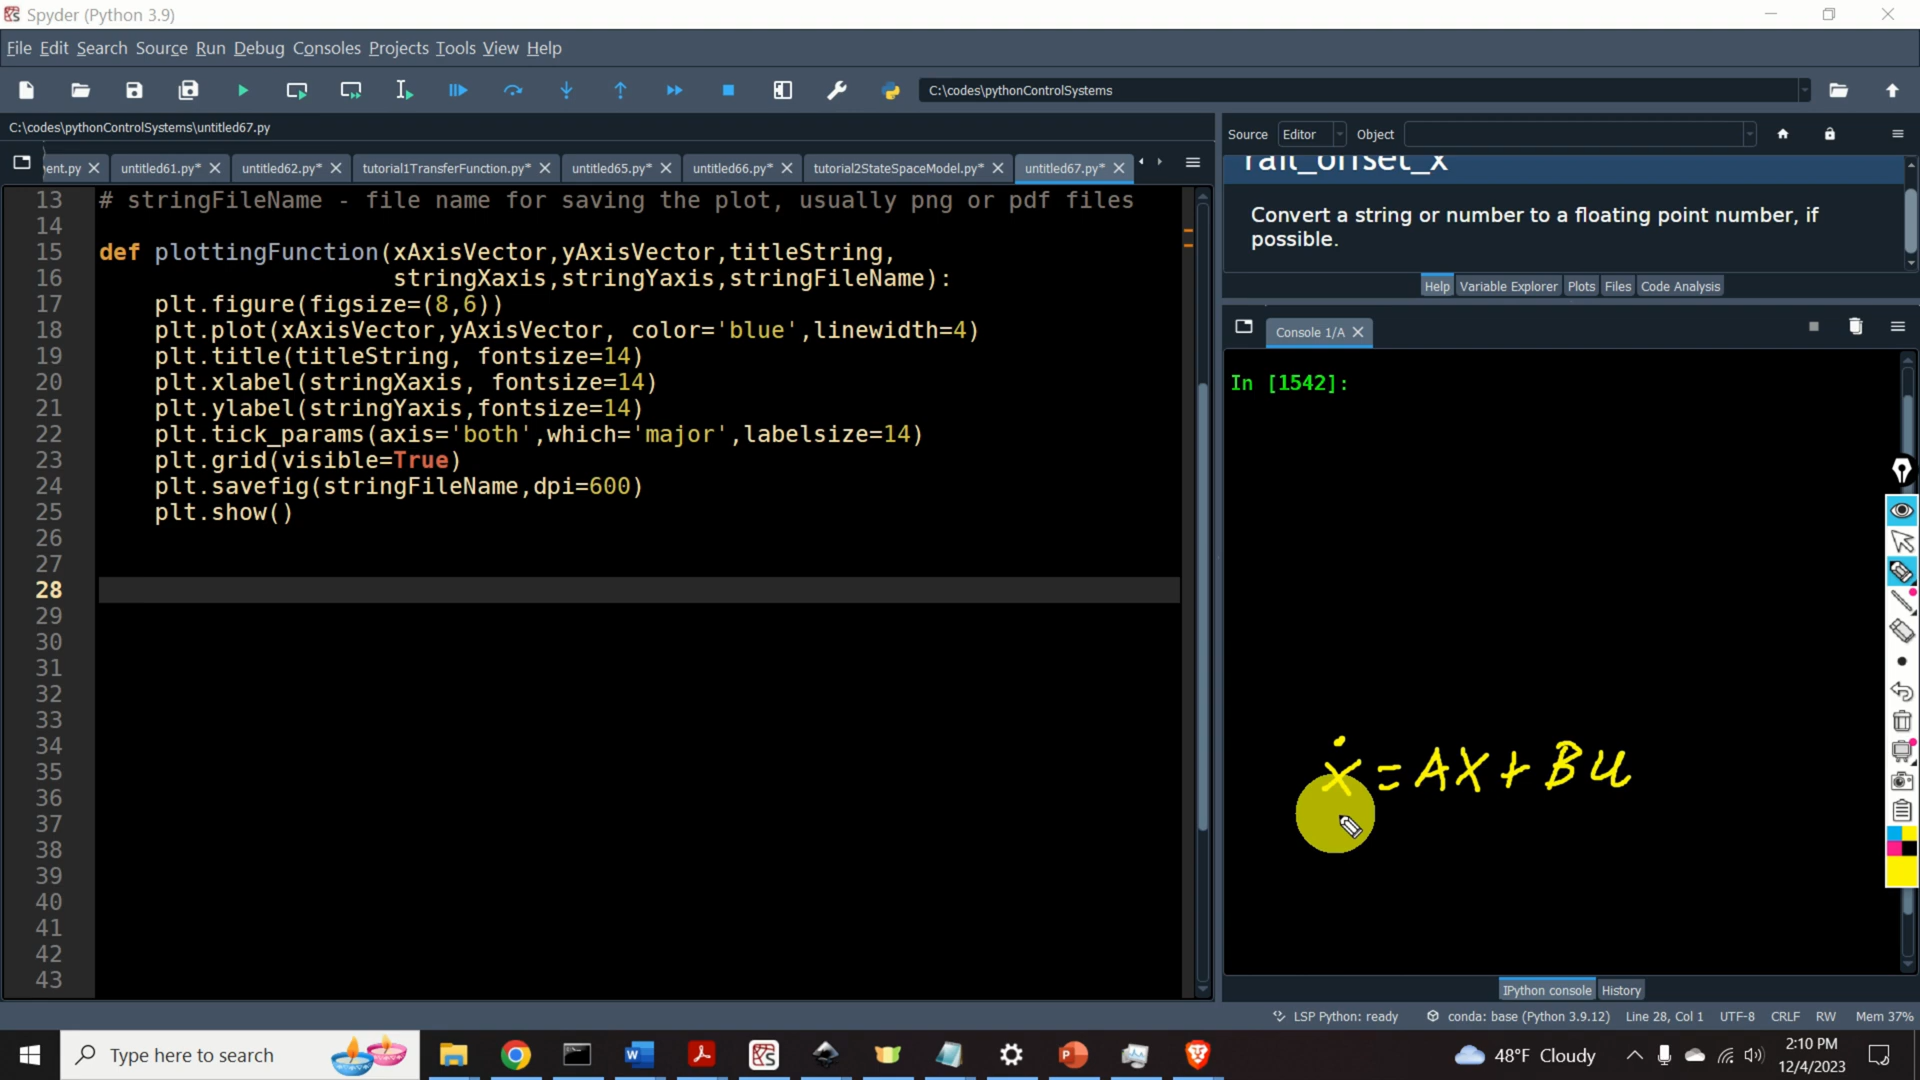 Spyder (Python 3.9)
File Edit Search Source Run Debug Consoles Projects Tools View Help
C:\codes\pythonControlSystems
C:\codes\pythonControlSystems\untitled67.py
ent.py untitled61.py* untitled62.py* tutorial1TransferFunction.py* untitled65.py* untitled66.py* tutorial2StateSpaceModel.py* untitled67.py*
13 # stringFileName - file name for saving the plot, usually png or pdf files
14
15 def plottingFunction(xAxisVector,yAxisVector,titleString,
16 stringXaxis,stringYaxis,stringFileName):
17 plt.figure(figsize=(8,6))
18 plt.plot(xAxisVector,yAxisVector, color='blue',linewidth=4)
19 plt.title(titleString, fontsize=14)
20 plt.xlabel(stringXaxis, fontsize=14)
21 plt.ylabel(stringYaxis,fontsize=14)
22 plt.tick_params(axis='both',which='major',labelsize=14)
23 plt.grid(visible=True)
24 plt.savefig(stringFileName,dpi=600)
25 plt.show()
26
27
28
29
30
31
32
33
34
35
36
37
38
39
40
41
42
43
Source Editor Object
rait_offset_x
Convert a string or number to a floating point number, if
possible.
Help Variable Explorer Plots Files Code Analysis
Console 1/A
In [1542]:
ẋ = AX + BU
IPython console History
LSP Python: ready conda: base (Python 3.9.12) Line 28, Col 1 UTF-8 CRLF RW Mem 37%
Type here to search
48°F Cloudy
2:10 PM
12/4/2023